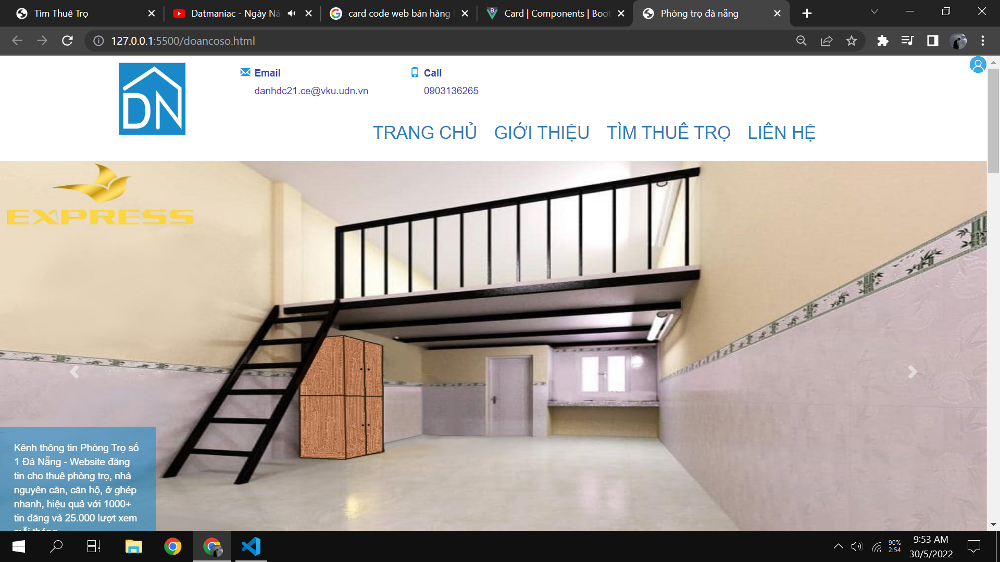 Tìm Thuê Trọ
Datmaniac - Ngày Nà
card code web bán hàng
Card | Components | Boot
Phòng trọ đà nẵng
127.0.0.1:5500/doancoso.html
DN
Email
danhdc21.ce@vku.udn.vn
Call
0903136265
TRANG CHỦ GIỚI THIỆU TÌM THUÊ TRỌ LIÊN HỆ
EXPRESS
Kênh thông tin Phòng Trọ số
1 Đà Nẵng - Website đăng
tin cho thuê phòng trọ, nhà
nguyên căn, căn hộ, ở ghép
nhanh, hiệu quả với 1000+
tin đăng và 25.000 lượt xem
90%
2:54
9:53 AM
30/5/2022